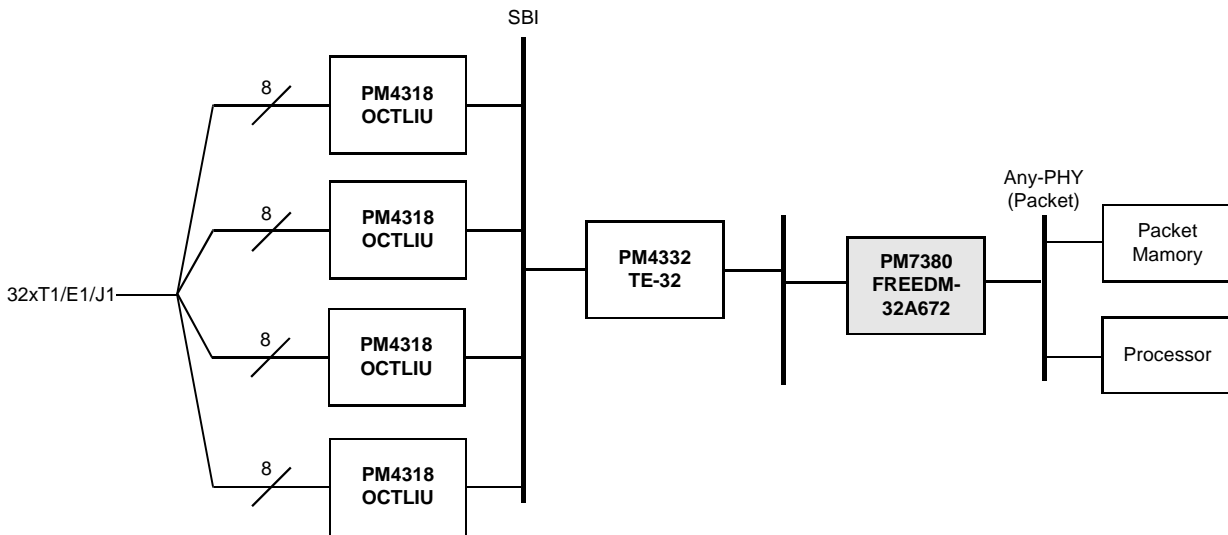 SBI
8
PM4318
OCTLIU
8
PM4318
OCTLIU
Any-PHY
(Packet)
Packet
Mamory
PM4332
TE-32
PM7380
FREEDM-
32A672
32xT1/E1/J1
8
PM4318
OCTLIU
Processor
8
PM4318
OCTLIU